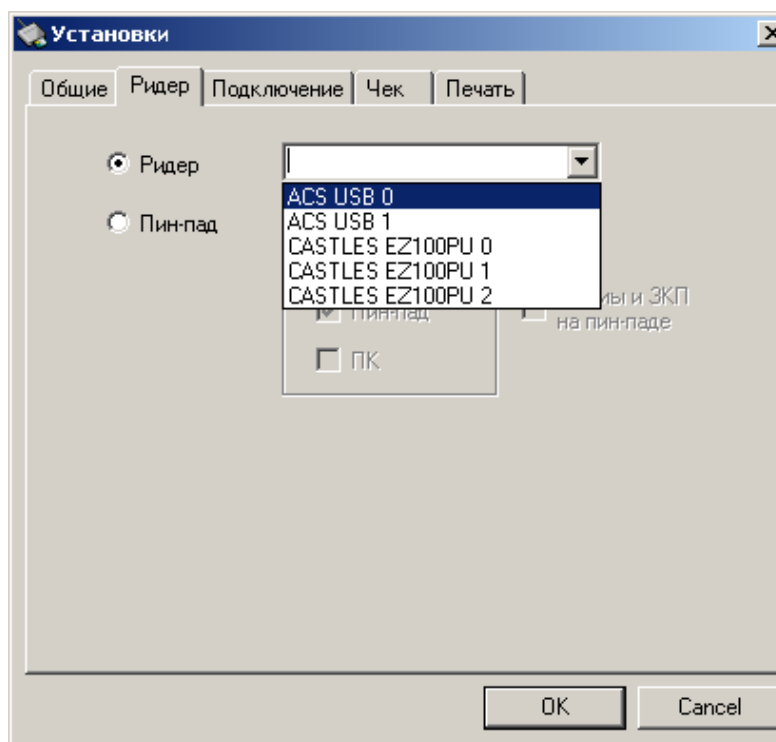 Установки
Общие Ридер Подключение Чек Печать
Ридер
ACS USB 0
Пин-пад
ACS USB 1
CASTLES EZ100PU 0
CASTLES EZ100PU 1
CASTLES EZ100PU 2
и ЗКП
Пин-пад
на пин-паде
ПК
OK Cancel